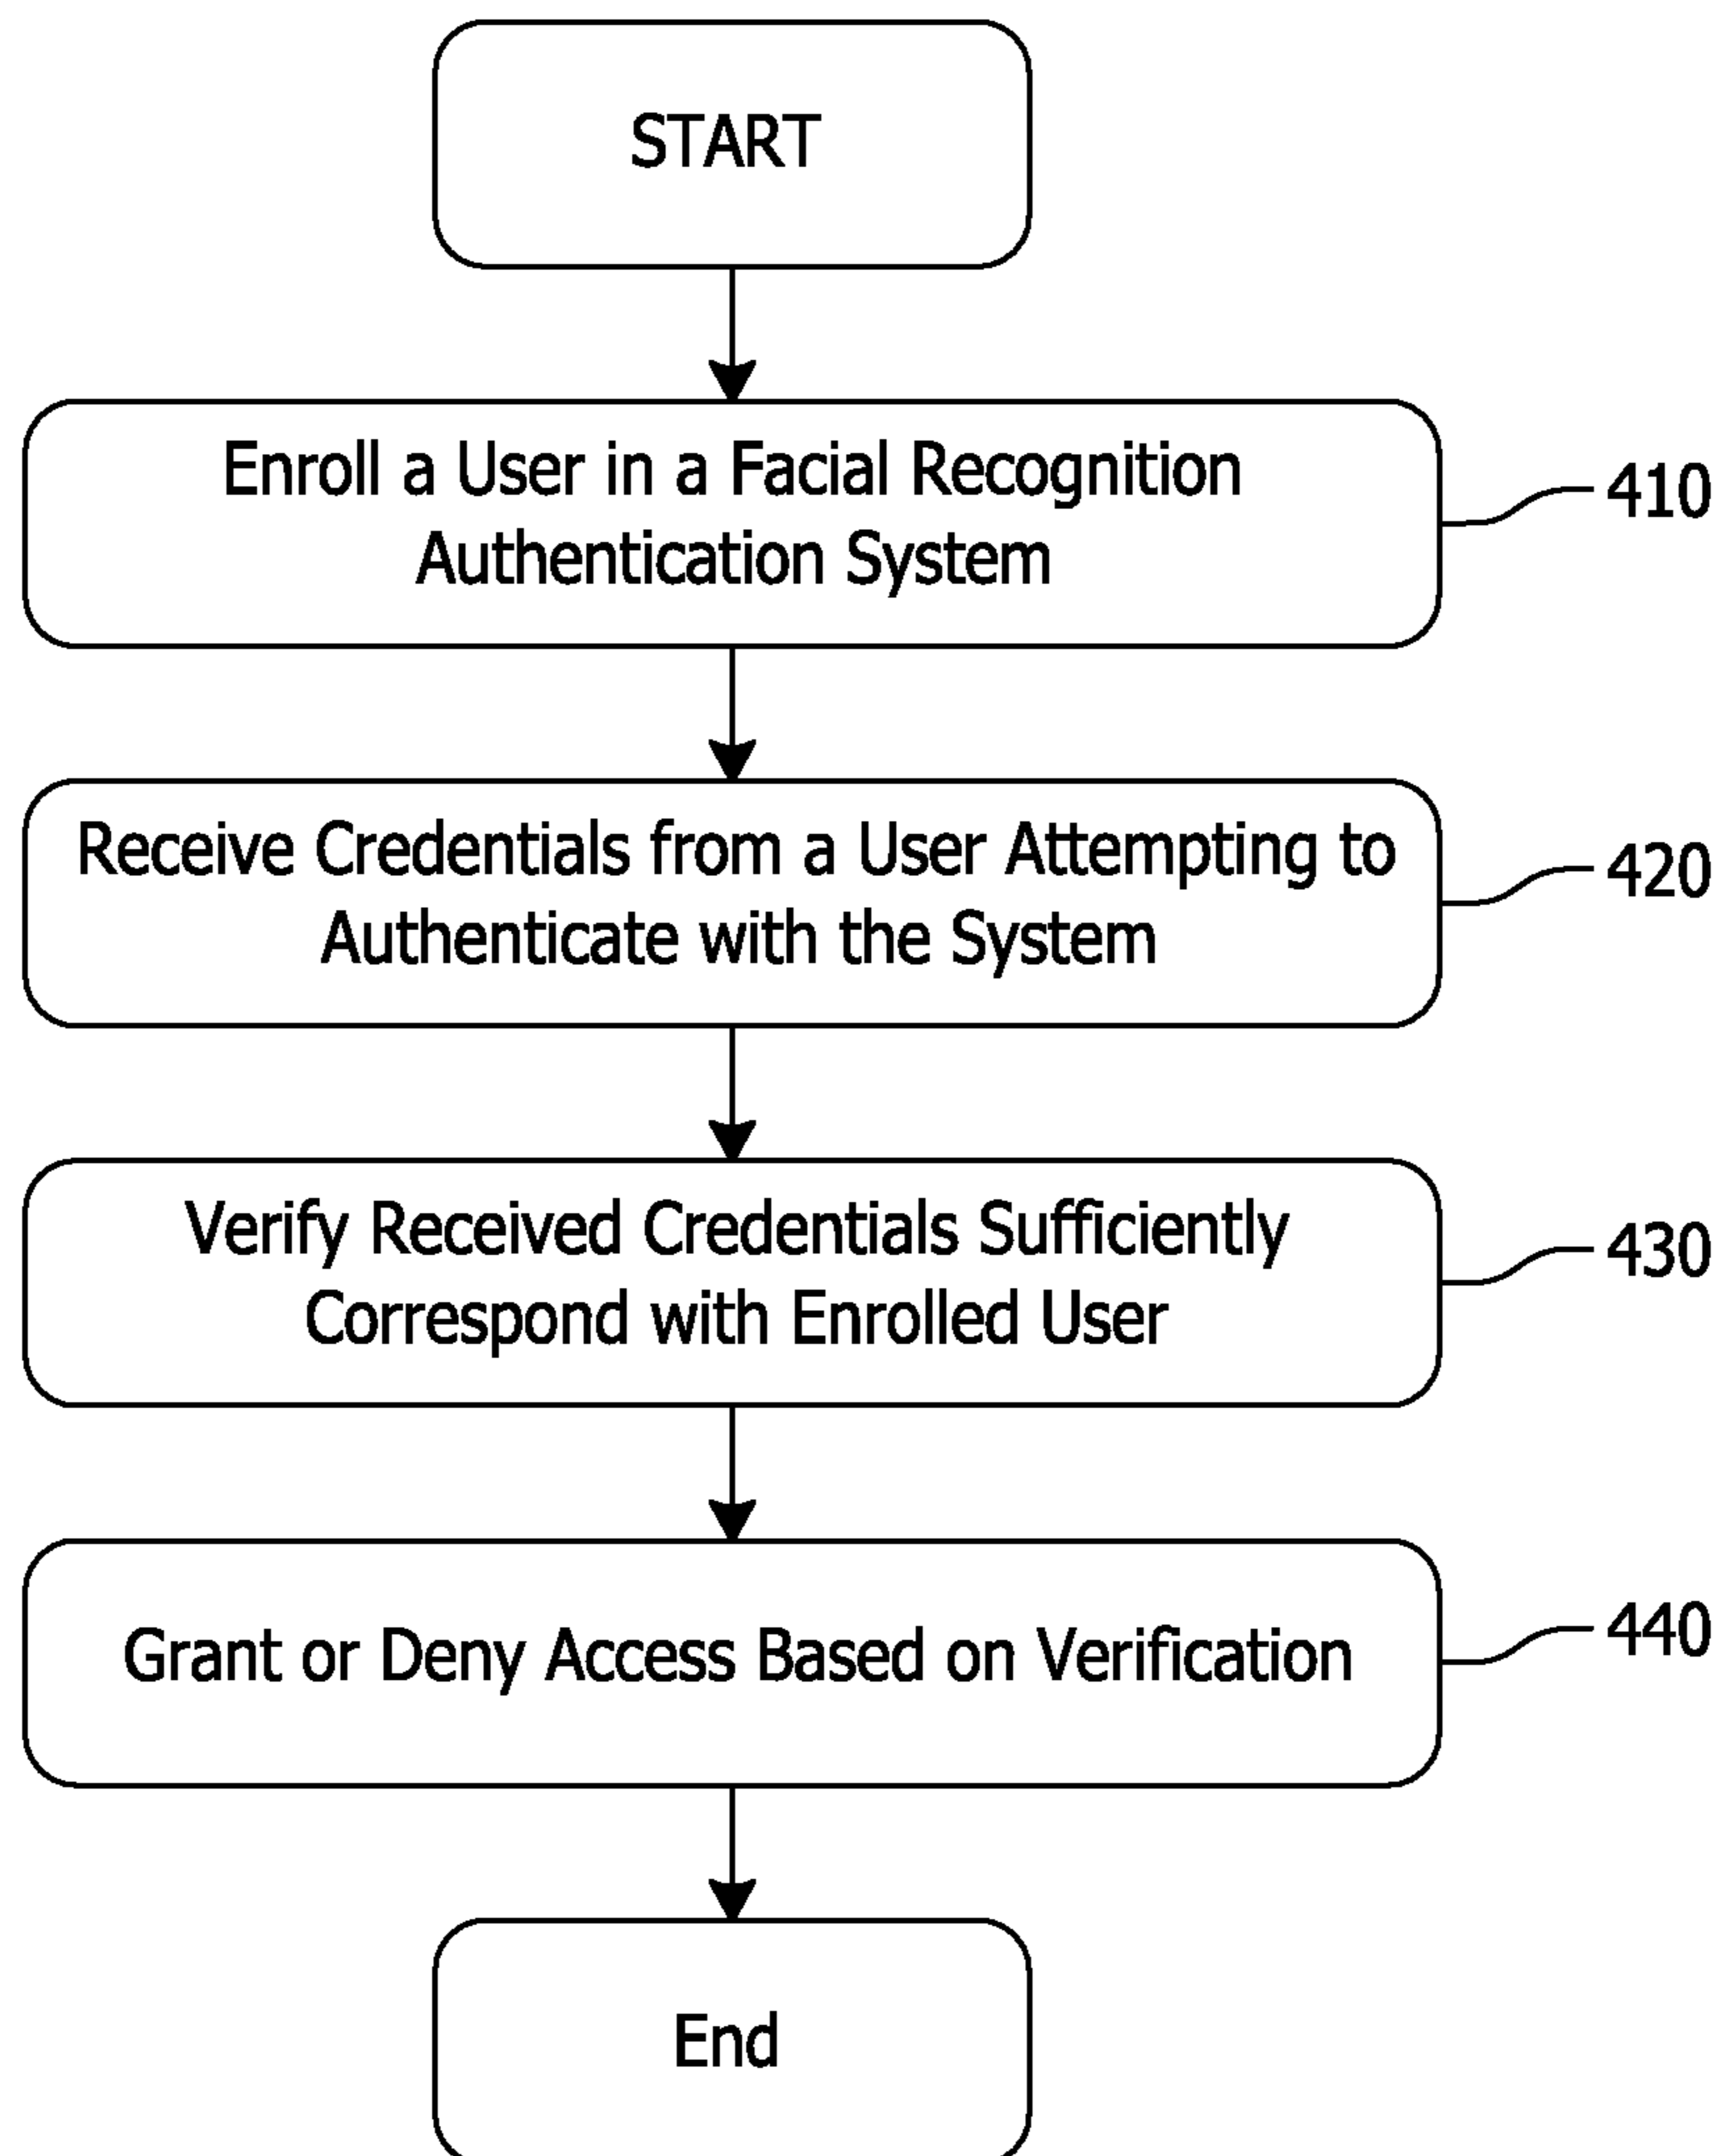 START
Enroll a User in a Facial Recognition
Authentication System
410
Receive Credentials from a User Attempting to
Authenticate with the System
420
Verify Received Credentials Sufficiently
Correspond with Enrolled User
430
Grant or Deny Access Based on Verification
440
End